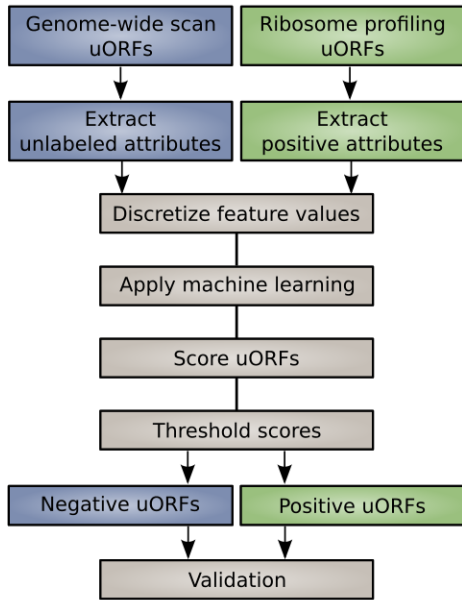 Genome-wide scan
uORFs
Ribosome profiling
uORFs
Extract
unlabeled attributes
Extract
positive attributes
Discretize feature values
Apply machine learning
Score uORFs
Threshold scores
Negative uORFs
Positive uORFs
Validation